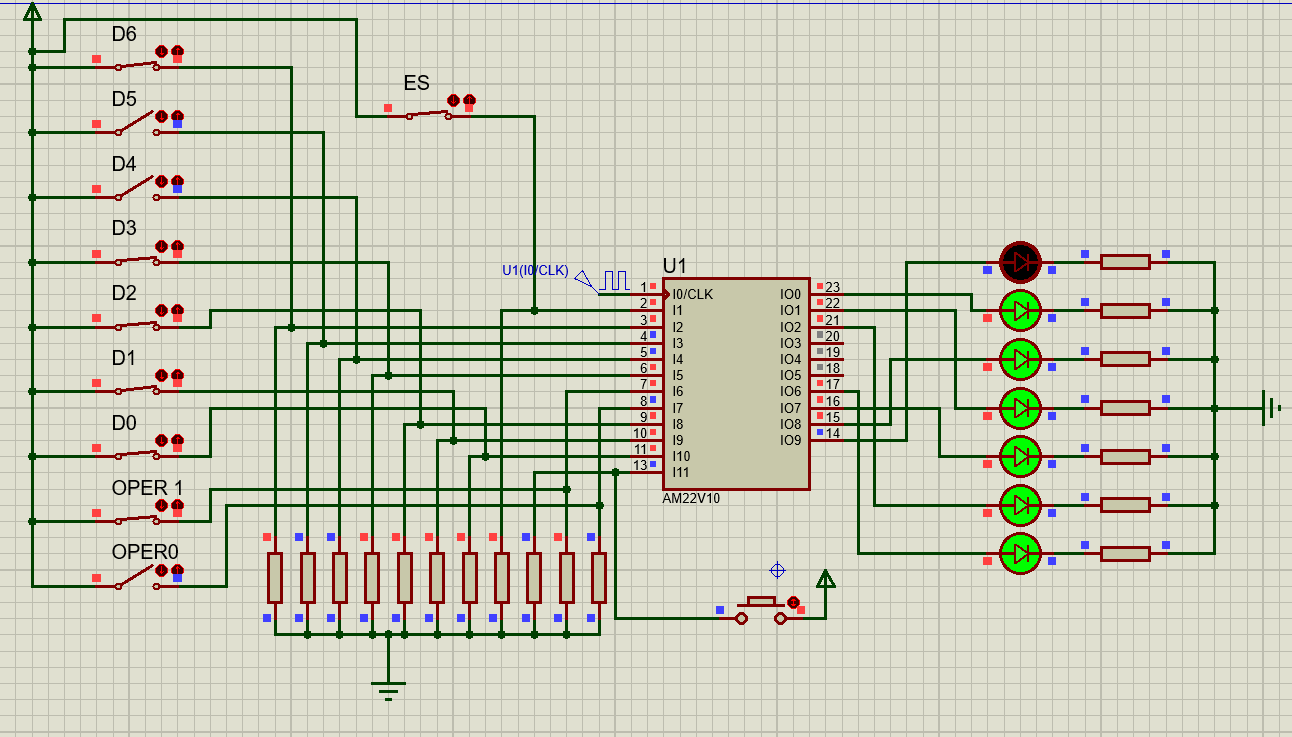 D6
ES
D5
D4
D3
D2
D1
D0
OPER 1
OPER0
U1(I0/CLK)
U1
1 I0/CLK IO0 23
2 I1 IO1 22
3 I2 IO2 21
4 I3 IO3 20
5 I4 IO4 19
6 I5 IO5 18
7 I6 IO6 17
8 I7 IO7 16
9 I8 IO8 15
10 I9 IO9 14
11 I10
13 I11
AM22V10